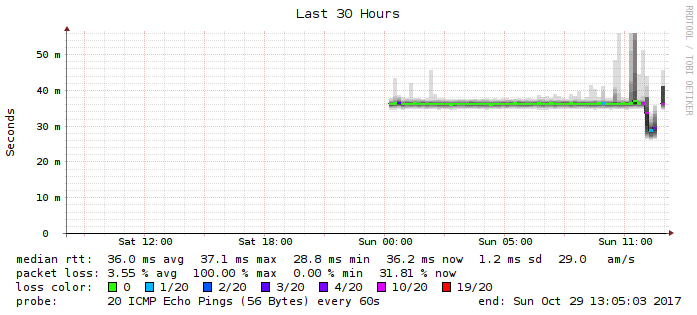 Last 30 Hours
RRDTOOL / TOBI OETIKER
Seconds
50 m
40 m
30 m
20 m
10 m
0
Sat 12:00 Sat 18:00 Sun 00:00 Sun 05:00 Sun 11:00
median rtt: 36.0 ms avg 37.1 ms max 28.8 ms min 36.2 ms now 1.2 ms sd 29.0 am/s
packet loss: 3.55 % avg 100.00 % max 0.00 % min 31.81 % now
loss color: 0 1/20 2/20 3/20 4/20 10/20 19/20
probe: 20 ICMP Echo Pings (56 Bytes) every 60s end: Sun Oct 29 13:05:03 2017